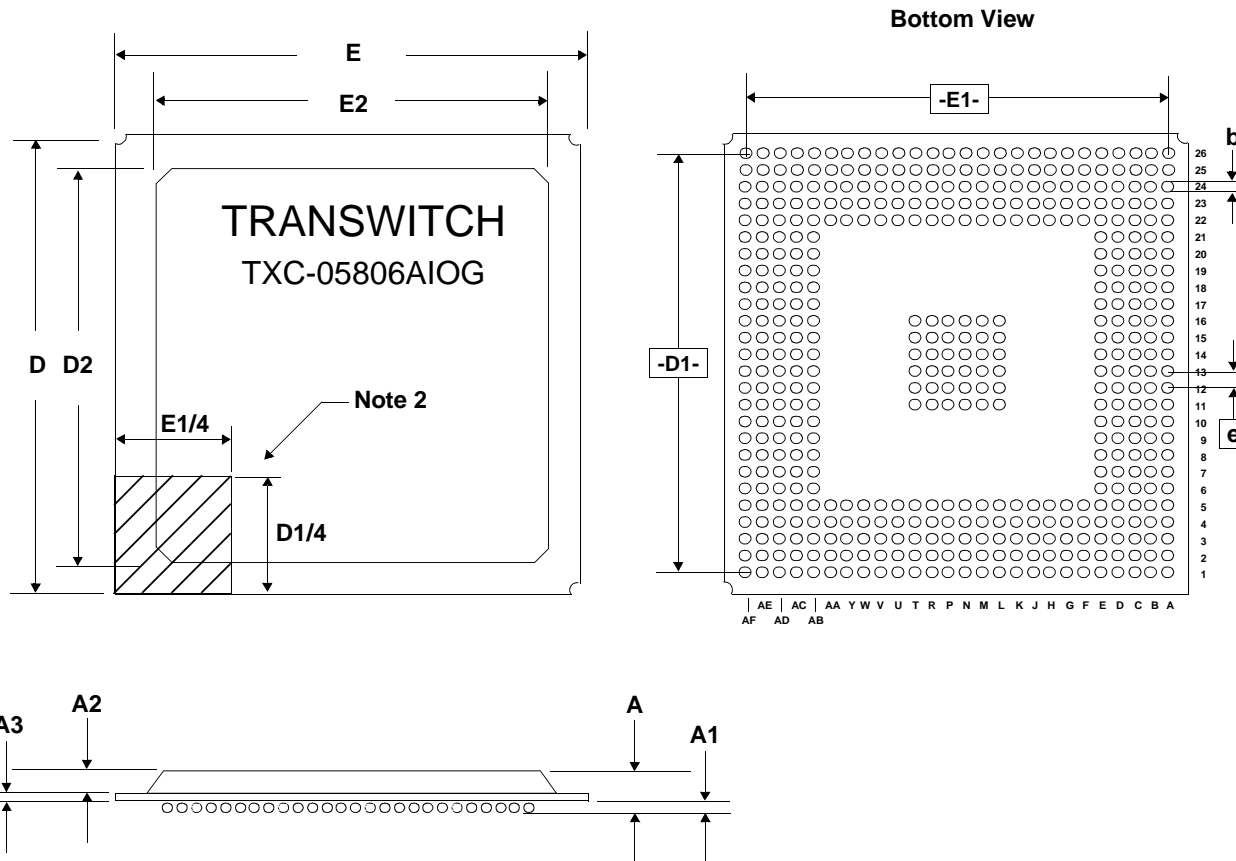 Bottom View
E
E2
-E1-
b
TRANSWITCH
TXC-05806AIOG
D
D2
-D1-
Note 2
E1/4
D1/4
e
26
25
24
23
22
21
20
19
18
17
16
15
14
13
12
11
10
9
8
7
6
5
4
3
2
1
AE AC AA Y W V U T R P N M L K J H G F E D C B A
AF AD AB
A2
A3
A
A1